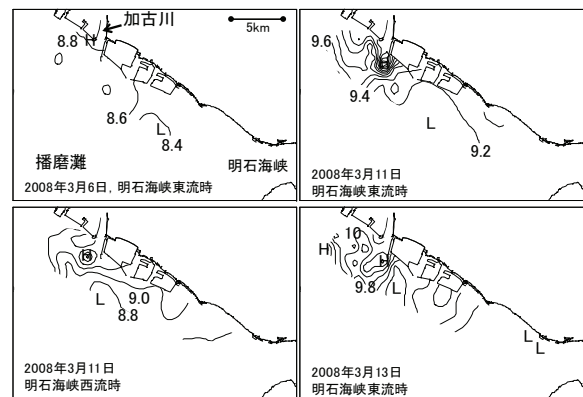 加古川
8.8 H
5km
8.6
L
8.4
播磨灘
明石海峡
2008年3月6日, 明石海峡東流時
9.6
9.4
L
9.2
2008年3月11日
明石海峡東流時
H
9.0
L
8.8
2008年3月11日
明石海峡西流時
10
H
H
9.8
L
L
L
2008年3月13日
明石海峡東流時